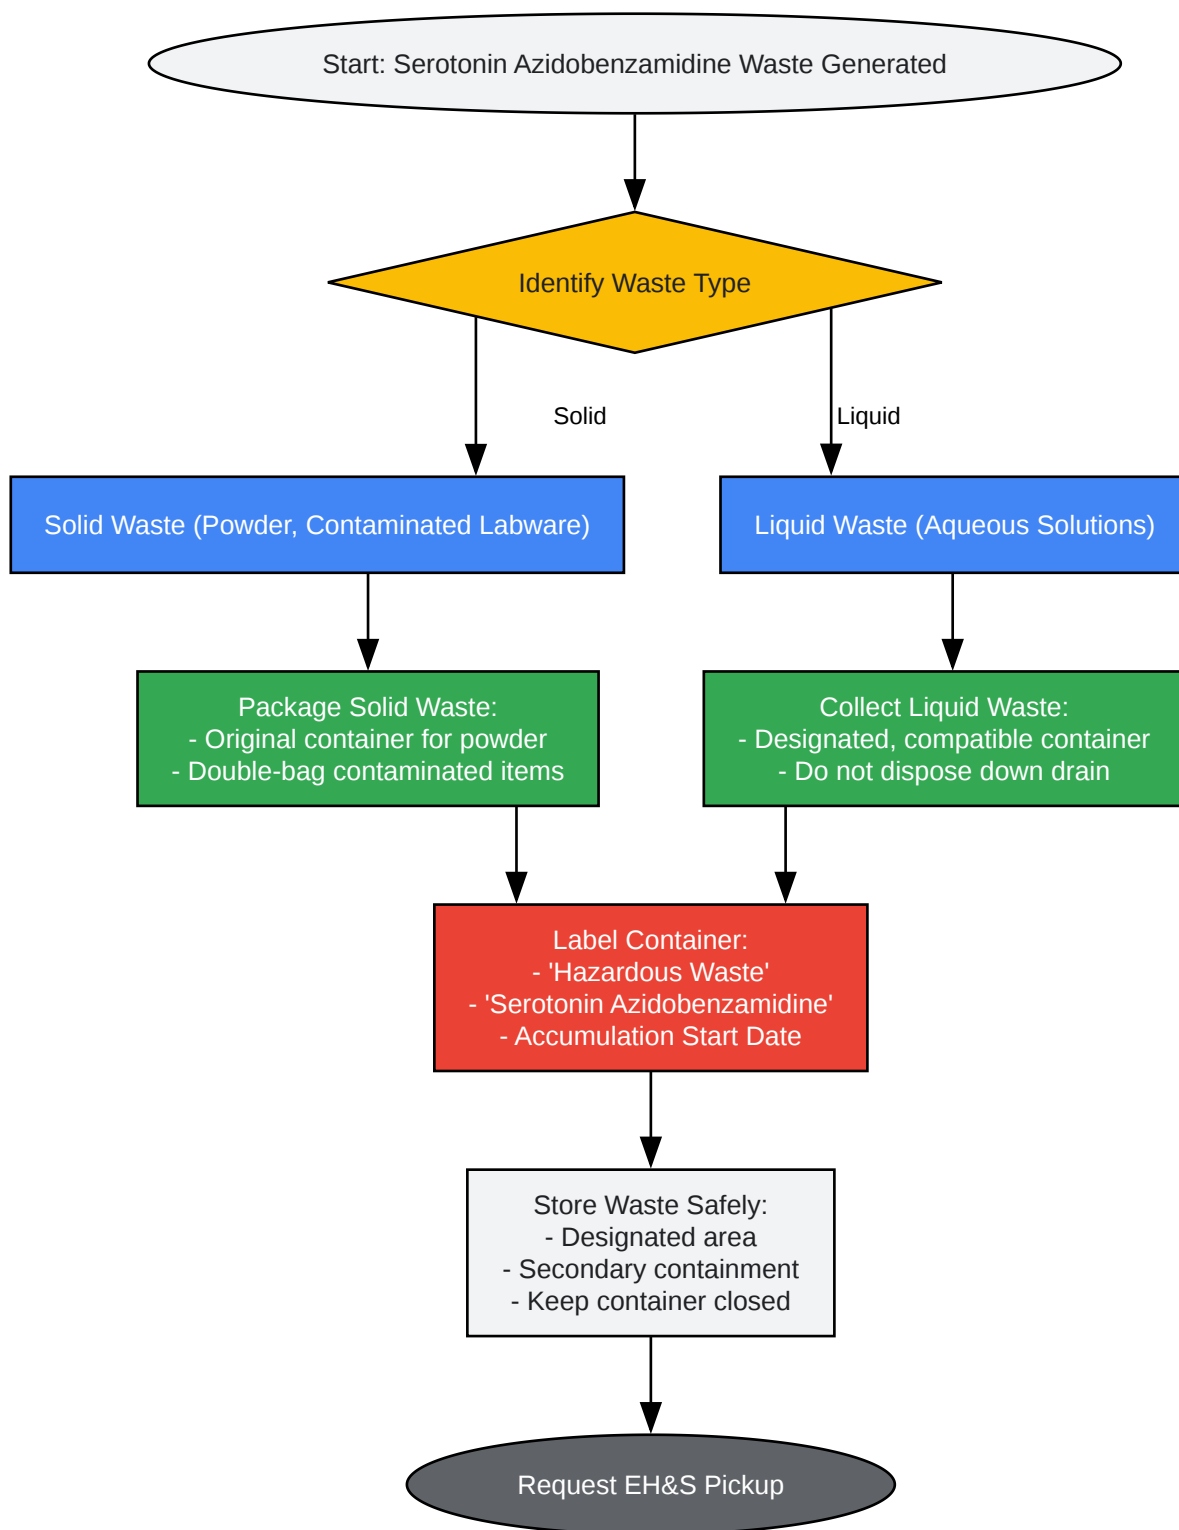 Start: Serotonin Azidobenzamidine Waste Generated
Identify Waste Type
Solid
Liquid
Solid Waste (Powder, Contaminated Labware)
Liquid Waste (Aqueous Solutions)
Package Solid Waste:
- Original container for powder
- Double-bag contaminated items
Collect Liquid Waste:
- Designated, compatible container
- Do not dispose down drain
Label Container:
- 'Hazardous Waste'
- 'Serotonin Azidobenzamidine'
- Accumulation Start Date
Store Waste Safely:
- Designated area
- Secondary containment
- Keep container closed
Request EH&S Pickup